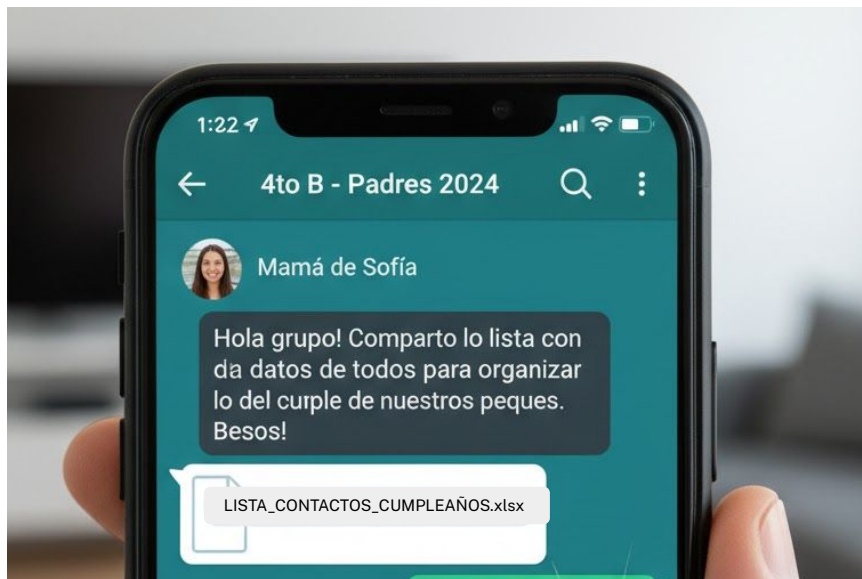 1:22
4to B - Padres 2024
Mamá de Sofía
Hola grupo! Comparto lo lista con
da datos de todos para organizar
lo del curple de nuestros peques.
Besos!
LISTA_CONTACTOS_CUMPLEAÑOS.xlsx